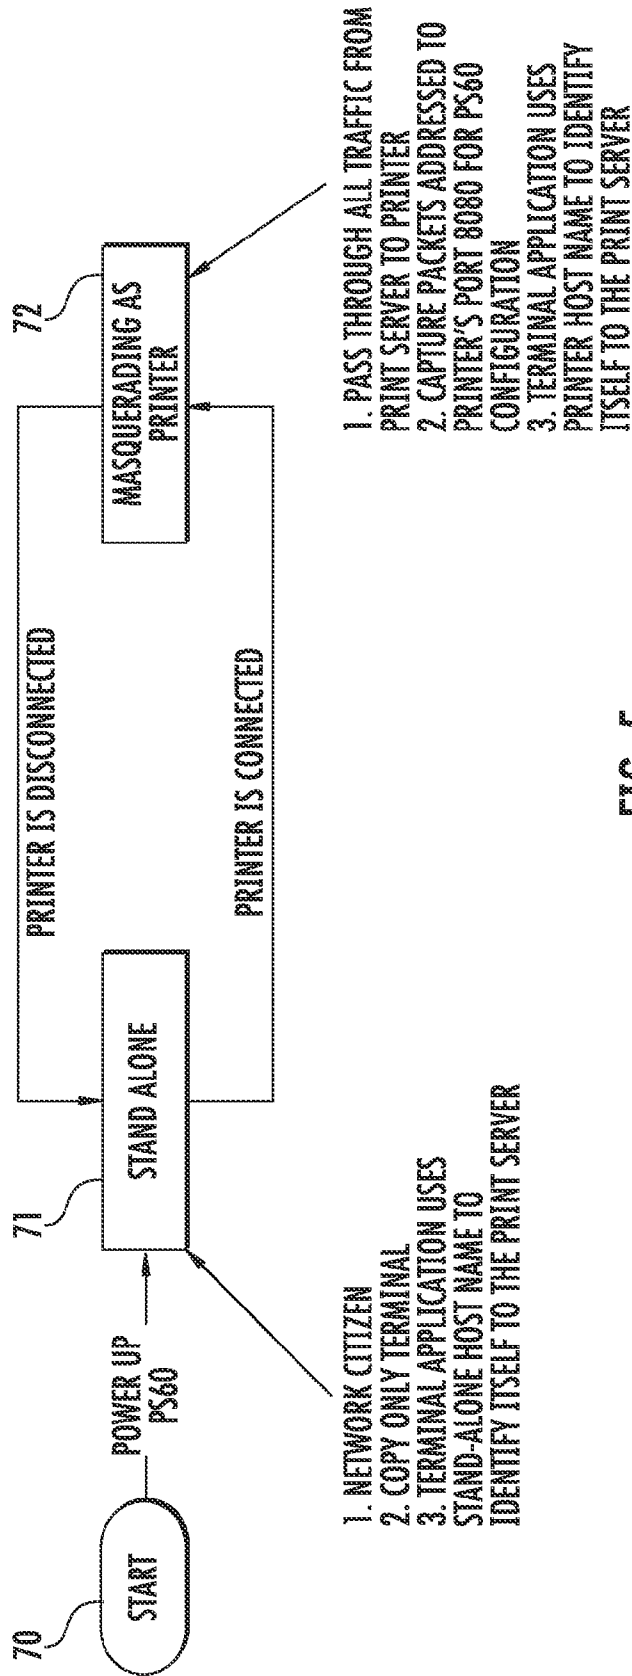 70
START
POWER UP
PS60
71
STAND ALONE
PRINTER IS DISCONNECTED
PRINTER IS CONNECTED
72
MASQUERADING AS
PRINTER
1. NETWORK CITIZEN
2. COPY ONLY TERMINAL
3. TERMINAL APPLICATION USES
STAND-ALONE HOST NAME TO
IDENTIFY ITSELF TO THE PRINT SERVER
1. PASS THROUGH ALL TRAFFIC FROM
PRINT SERVER TO PRINTER
2. CAPTURE PACKETS ADDRESSED TO
PRINTER'S PORT 8080 FOR PS60
CONFIGURATION
3. TERMINAL APPLICATION USES
PRINTER HOST NAME TO IDENTIFY
ITSELF TO THE PRINT SERVER